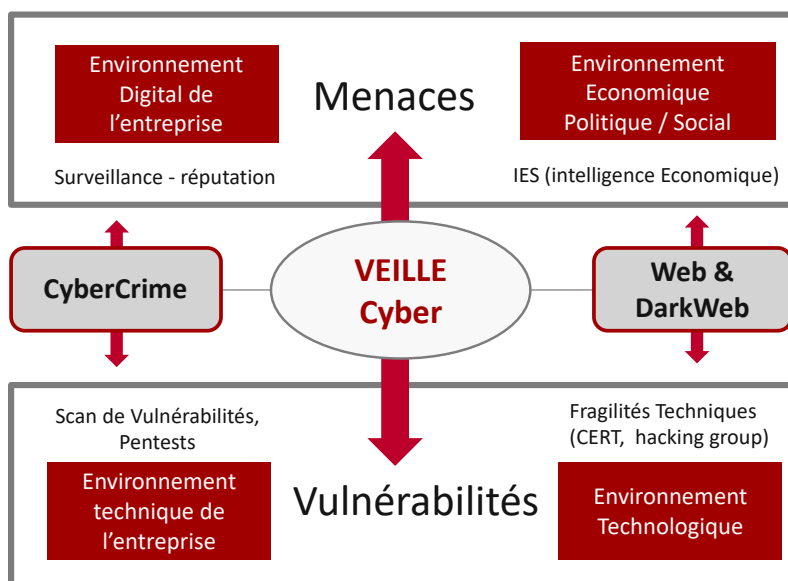 Environnement
Digital de
l'entreprise
Menaces
Environnement
Economique
Politique / Social
Surveillance - réputation
IES (intelligence Economique)
CyberCrime
VEILLE
Cyber
Web &
DarkWeb
Scan de Vulnérabilités,
Pentests
Fragilités Techniques
(CERT,  hacking group)
Environnement
technique de
l'entreprise
Vulnérabilités
Environnement
Technologique